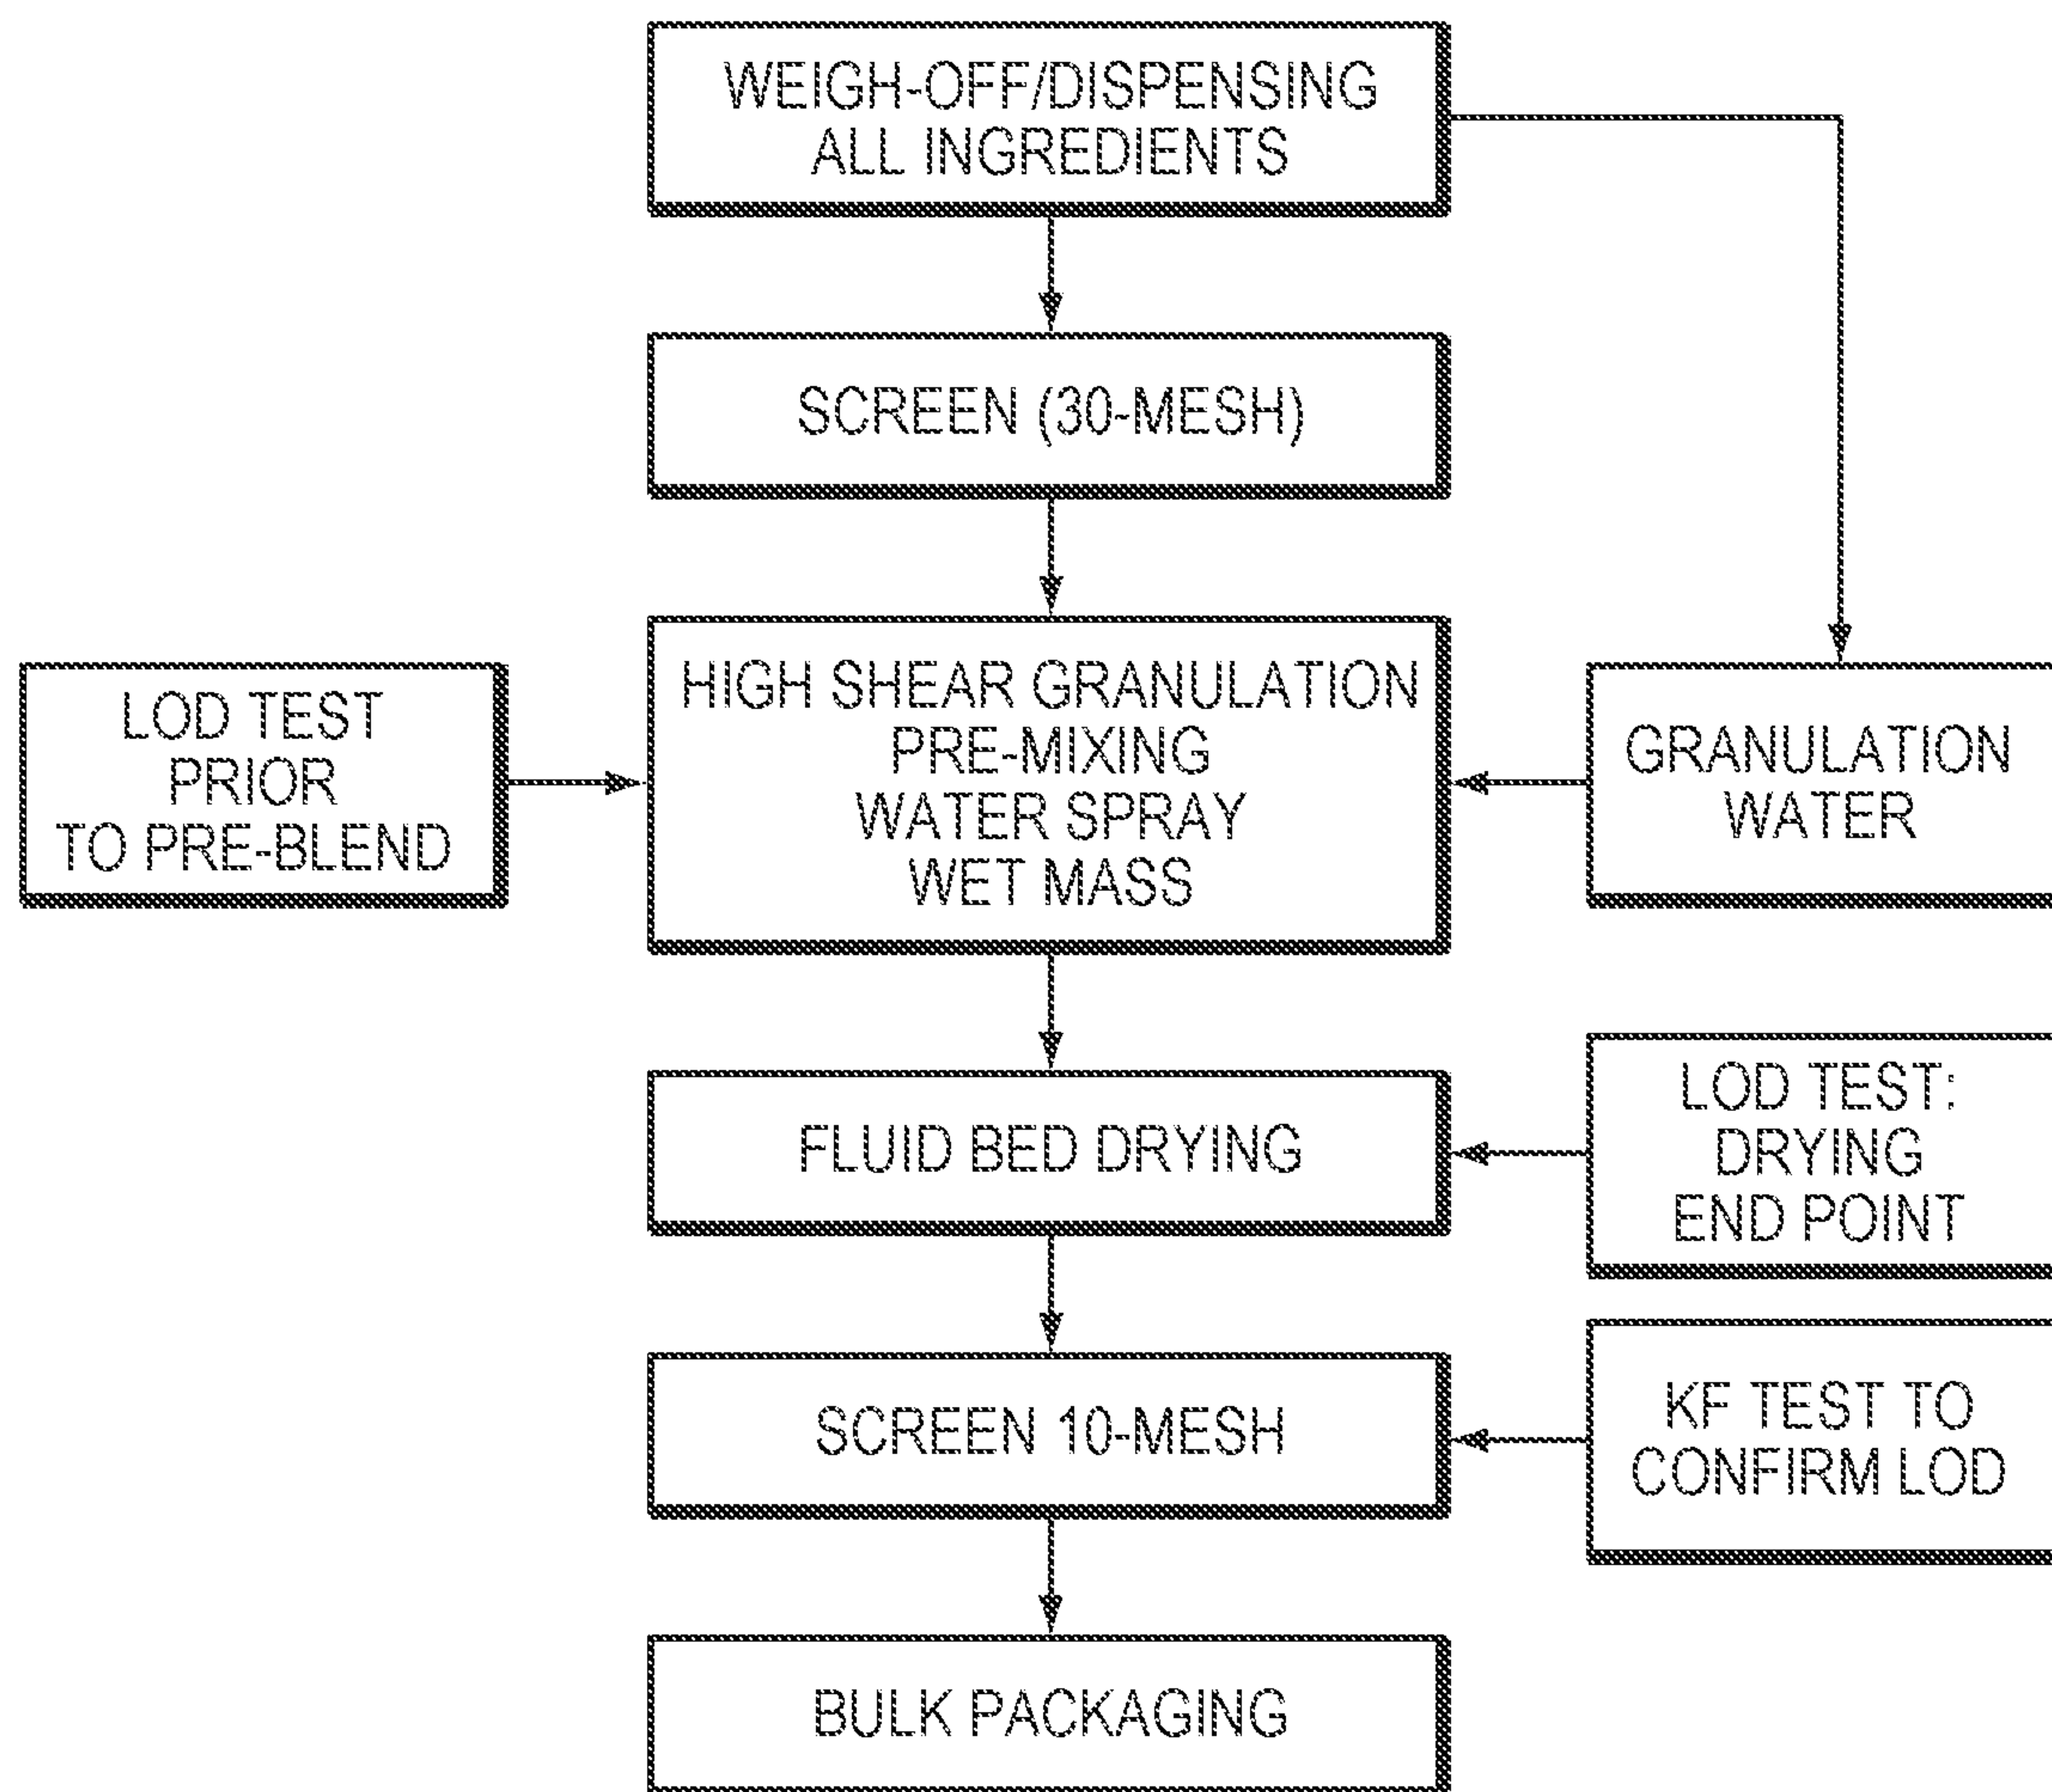 WEIGH-OFF/DISPENSING
ALL INGREDIENTS
SCREEN (30-MESH)
LOD TEST
PRIOR
TO PRE-BLEND
HIGH SHEAR GRANULATION
PRE-MIXING
WATER SPRAY
WET MASS
GRANULATION
WATER
FLUID BED DRYING
LOD TEST:
DRYING
END POINT
SCREEN 10-MESH
KF TEST TO
CONFIRM LOD
BULK PACKAGING